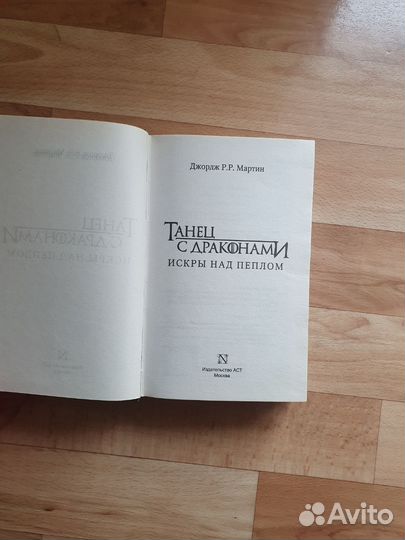 Джордж Р.Р. Мартин
ТАНЕЦ
С ДРАКОНАМИ
ИСКРЫ НАД ПЕПЛОМ
N
Издательство АСТ
Москва
Avito